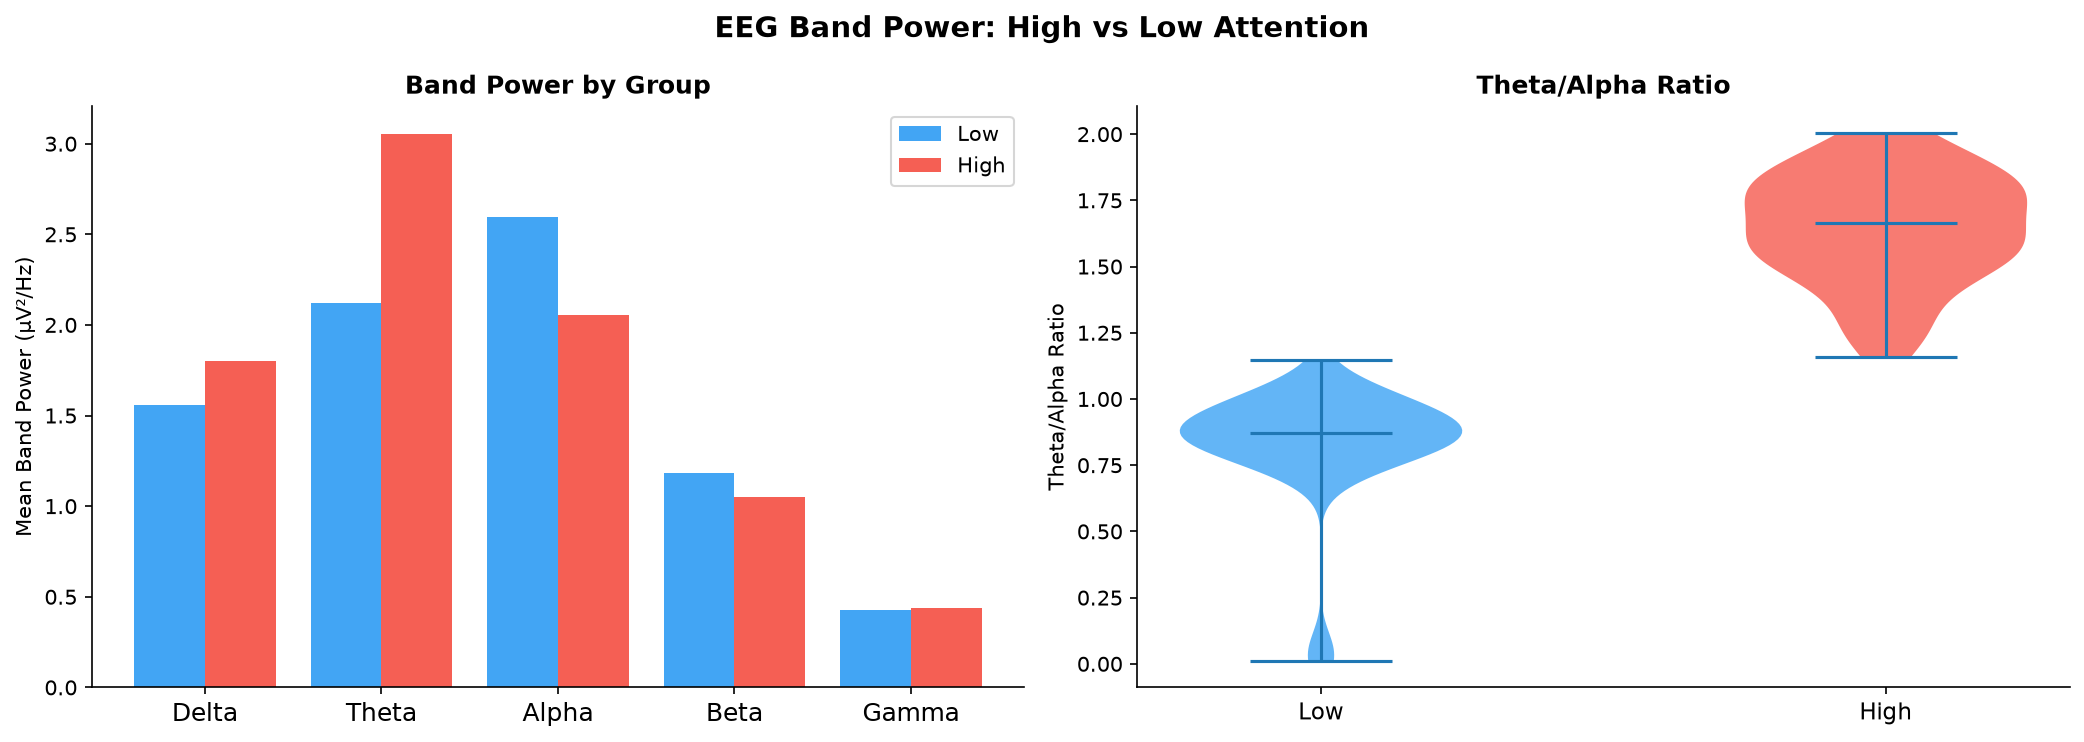 EEG Band Power: High vs Low Attention
Band Power by Group
Mean Band Power (µV²/Hz)
3.0
2.5
2.0
1.5
1.0
0.5
0.0
Low
High
Delta Theta Alpha Beta Gamma
Theta/Alpha Ratio
Theta/Alpha Ratio
2.00
1.75
1.50
1.25
1.00
0.75
0.50
0.25
0.00
Low High